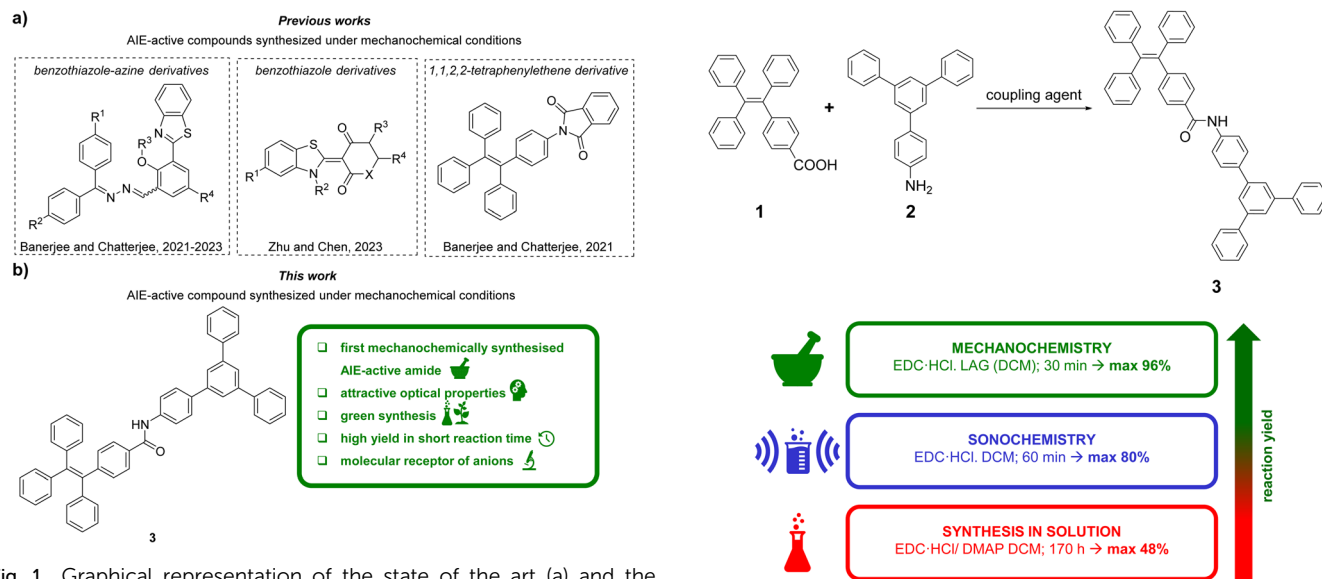 a)
Previous works
AIE-active compounds synthesized under mechanochemical conditions
benzothiazole-azine derivatives
R1
N
S
R3
O
N
N
R2
R4
Banerjee and Chatterjee, 2021-2023
benzothiazole derivatives
O
R3
S
R4
R1
N
R2
O
X
Zhu and Chen, 2023
1,1,2,2-tetraphenylethene derivative
O
N
O
Banerjee and Chatterjee, 2021
b)
This work
AIE-active compound synthesized under mechanochemical conditions
NH
O
3
first mechanochemically synthesised
AIE-active amide
attractive optical properties
green synthesis
high yield in short reaction time
molecular receptor of anions
Fig. 1 Graphical representation of the state of the art (a) and the
COOH
1
+
NH2
2
coupling agent
O
NH
3
MECHANOCHEMISTRY
EDC·HCl. LAG (DCM); 30 min → max 96%
SONOCHEMISTRY
EDC·HCl. DCM; 60 min → max 80%
SYNTHESIS IN SOLUTION
EDC·HCl/ DMAP DCM; 170 h → max 48%
reaction yield